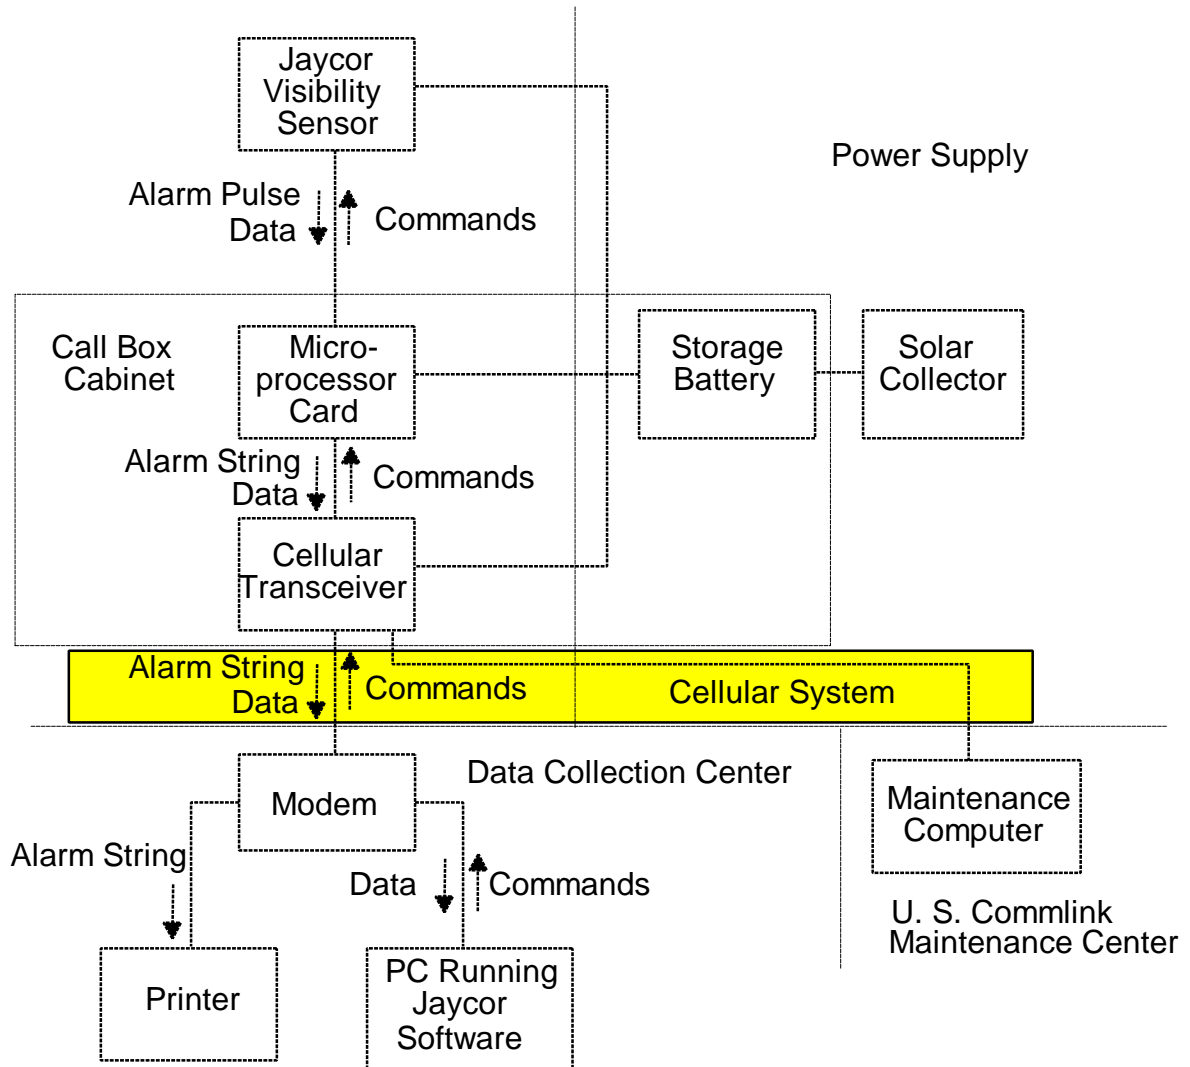 Jaycor
Visibility
Sensor
Power Supply
Alarm Pulse
Data
Commands
Call Box
Cabinet
Micro-
processor
Card
Storage
Battery
Solar
Collector
Alarm String
Data
Commands
Cellular
Transceiver
Alarm String
Data
Commands
Cellular System
Data Collection Center
Modem
Maintenance
Computer
Alarm String
Data
Commands
U. S. Commlink
Maintenance Center
Printer
PC Running
Jaycor
Software